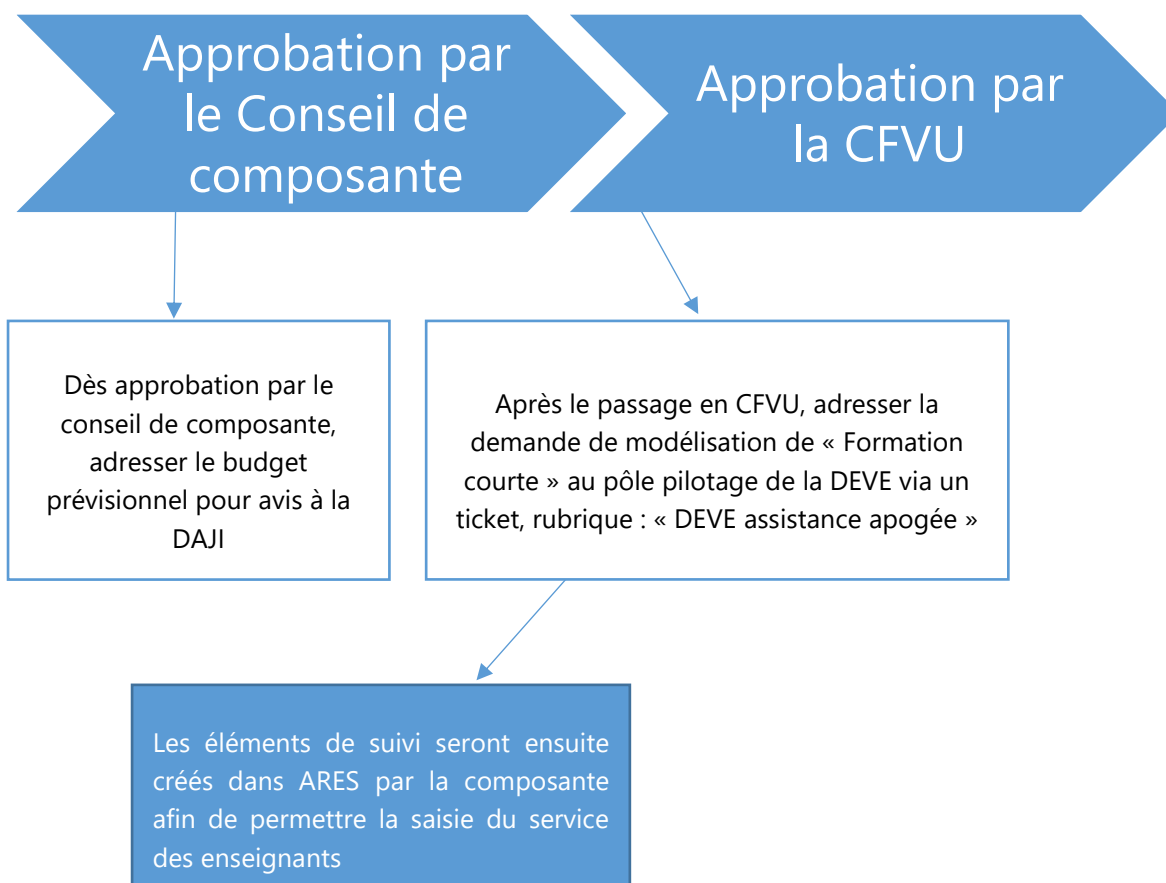 Approbation par
le Conseil de
composante
Approbation par
la CFVU
Dès approbation par le
conseil de composante,
adresser le budget
prévisionnel pour avis à la
DAJI
Après le passage en CFVU, adresser la
demande de modélisation de « Formation
courte » au pôle pilotage de la DEVE via un
ticket, rubrique : « DEVE assistance apogée »
Les éléments de suivi seront ensuite
créés dans ARES par la composante
afin de permettre la saisie du service
des enseignants